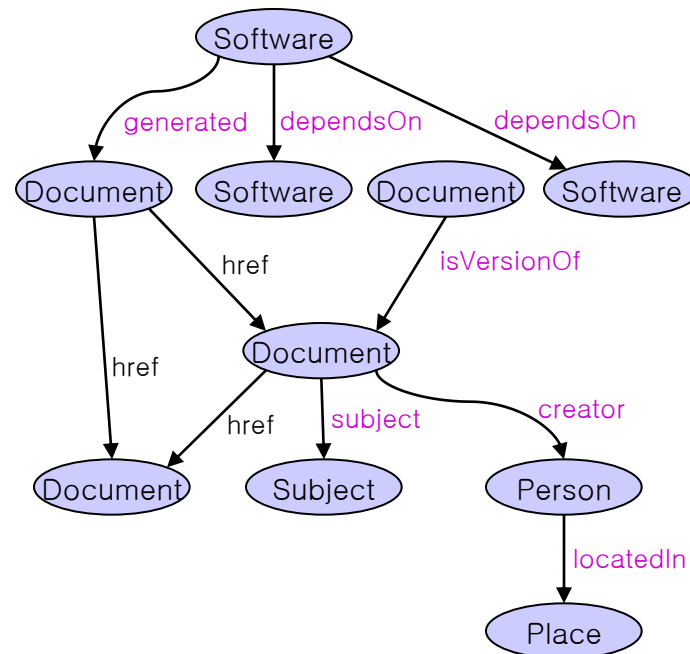 Software
generated
dependsOn
dependsOn
Document
Software
Document
Software
href
isVersionOf
Document
href
href
subject
creator
Document
Subject
Person
locatedIn
Place